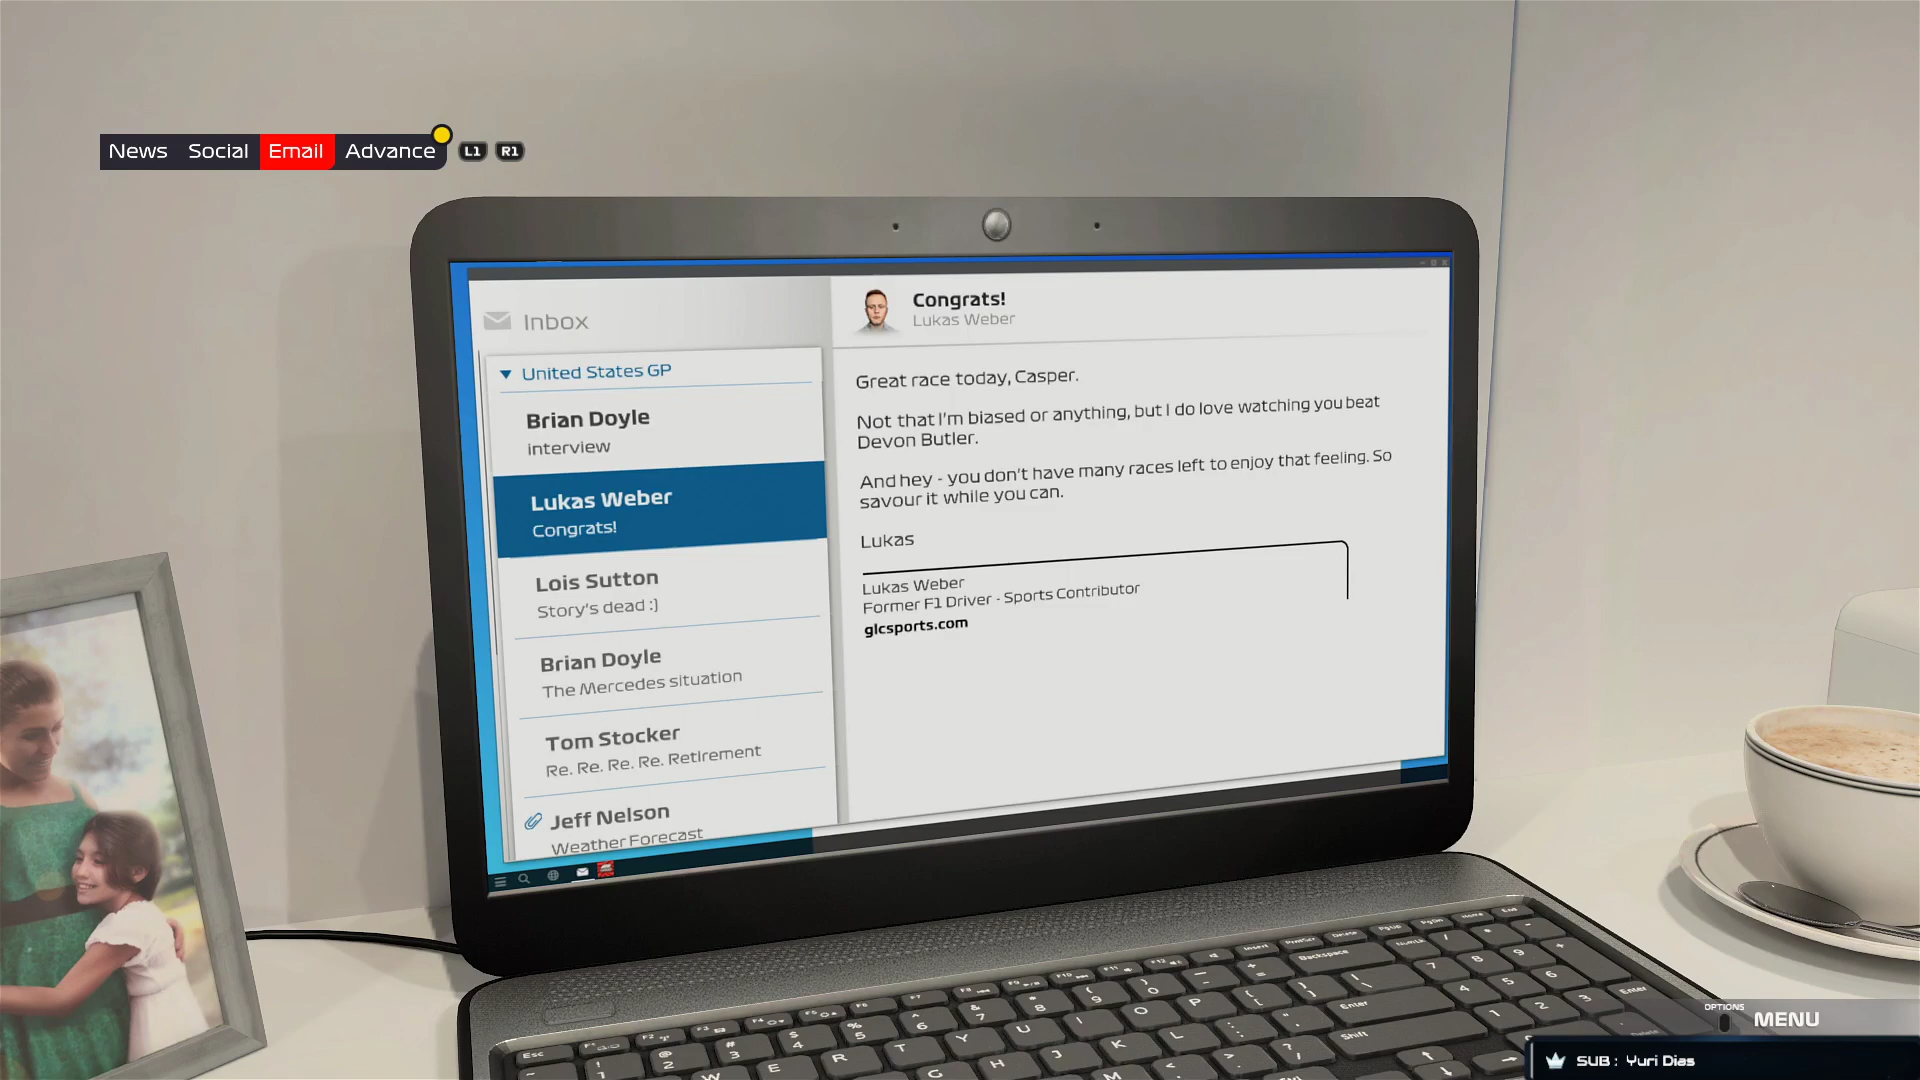 News Social Email Advance L1 R1
Inbox
United States GP
Brian Doyle
interview
Lukas Weber
Congrats!
Lois Sutton
Story's dead :)
Brian Doyle
The Mercedes situation
Tom Stocker
Re. Re. Re. Re. Retirement
Jeff Nelson
Weather Forecast
Congrats!
Lukas Weber
Great race today, Casper.
Not that I'm biased or anything, but I do love watching you beat
Devon Butler.
And hey - you don't have many races left to enjoy that feeling. So
savour it while you can.
Lukas
Lukas Weber
Former F1 Driver - Sports Contributor
glcsports.com
OPTIONS
MENU
SUB : Yuri Dias